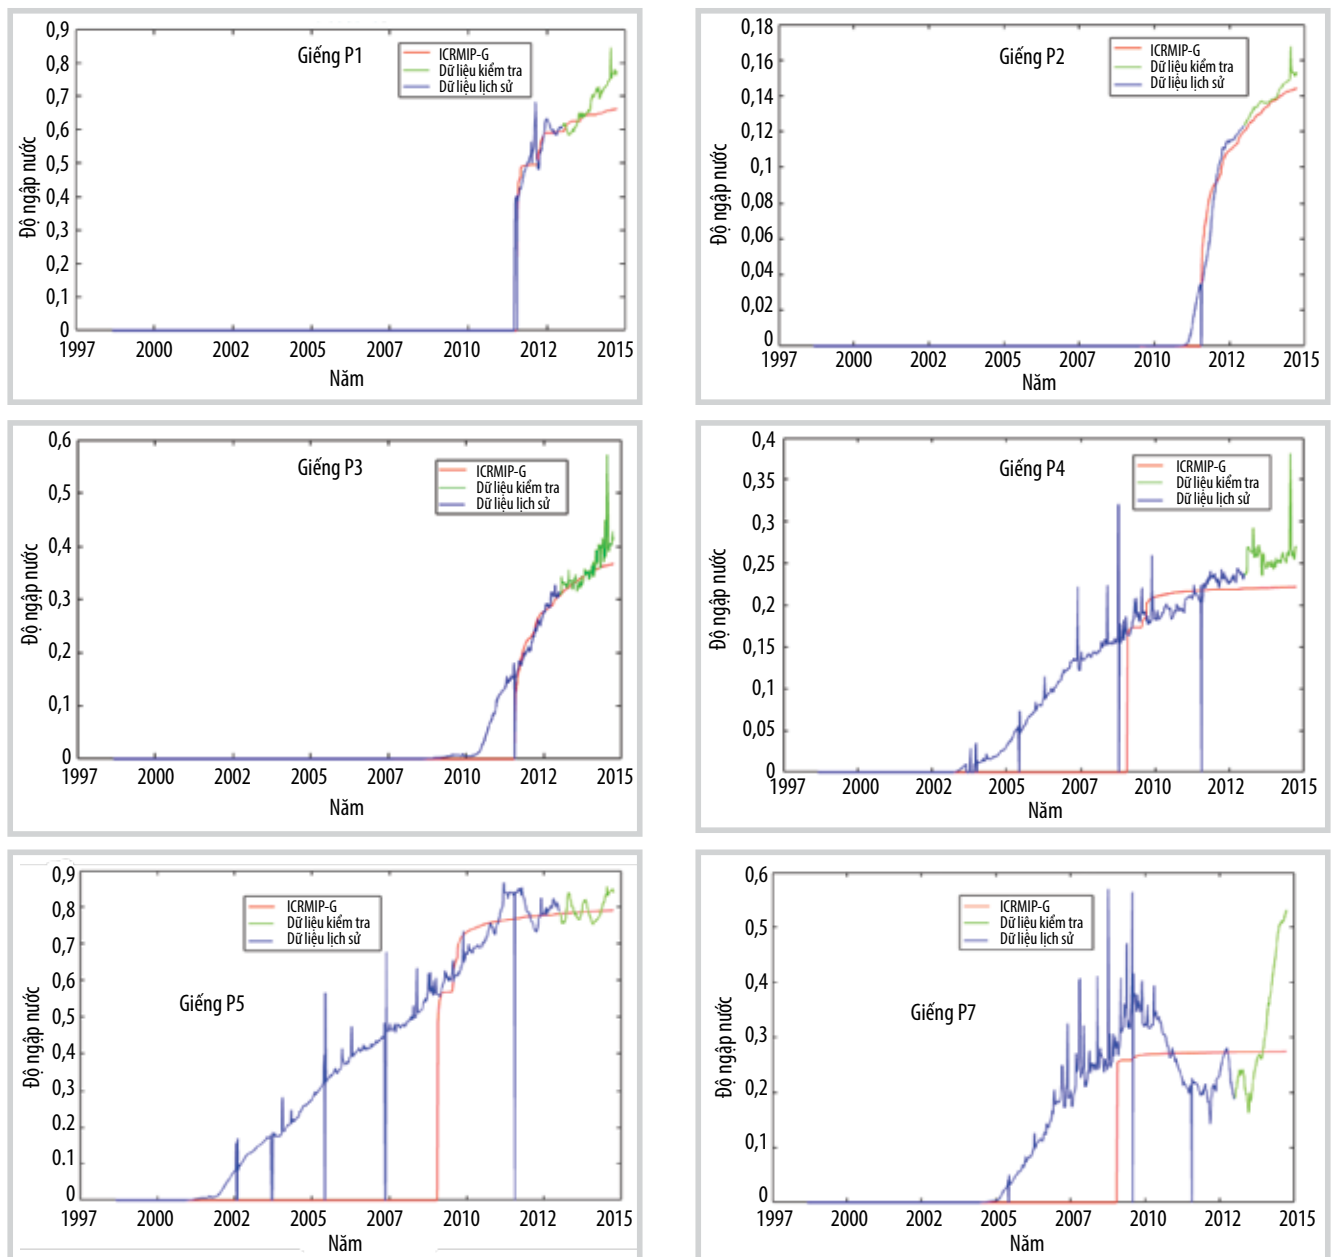 Giếng P1
ICRMIP-G
Dữ liệu kiểm tra
Dữ liệu lịch sử
Độ ngập nước
0,9
0,8
0,7
0,6
0,5
0,4
0,3
0,2
0,1
0
1997 2000 2002 2005 2007 2010 2012 2015
Năm
Giếng P2
ICRMIP-G
Dữ liệu kiểm tra
Dữ liệu lịch sử
Độ ngập nước
0,18
0,16
0,14
0,12
0,1
0,08
0,06
0,04
0,02
0
1997 2000 2002 2005 2007 2010 2012 2015
Năm
Giếng P3
ICRMIP-G
Dữ liệu kiểm tra
Dữ liệu lịch sử
Độ ngập nước
0,6
0,5
0,4
0,3
0,2
0,1
0
1997 2000 2002 2005 2007 2010 2012 2015
Năm
Giếng P4
ICRMIP-G
Dữ liệu kiểm tra
Dữ liệu lịch sử
Độ ngập nước
0,4
0,35
0,3
0,25
0,2
0,15
0,1
0,05
0
1997 2000 2002 2005 2007 2010 2012 2015
Năm
Giếng P5
ICRMIP-G
Dữ liệu kiểm tra
Dữ liệu lịch sử
Độ ngập nước
0,9
0,8
0,7
0,6
0,5
0,4
0,3
0,2
0.1
0
1997 2000 2002 2005 2007 2010 2012 2015
Năm
Giếng P7
ICRMIP-G
Dữ liệu kiểm tra
Dữ liệu lịch sử
Độ ngập nước
0,6
0,5
0,4
0,3
0,2
0,1
0
1997 2000 2005 2007 2010 2012 2015
Năm